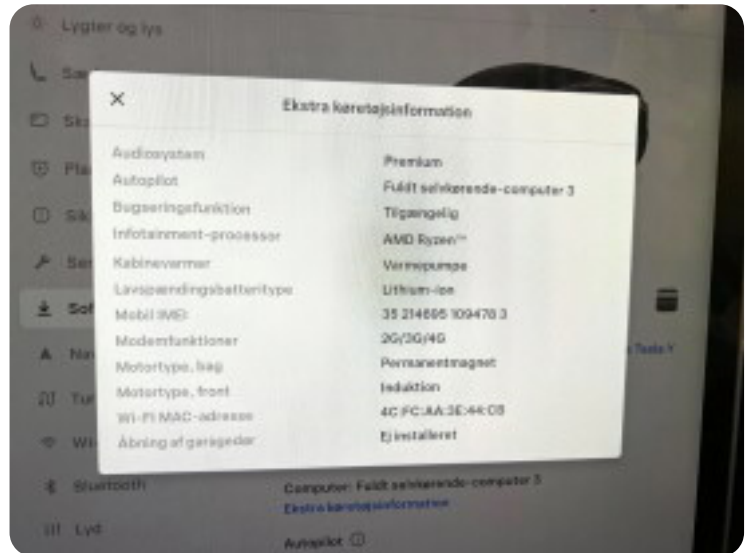 Lygter og lys
Ekstra køretøjsinformation
Audiosystem Premium
Autopilot Fuldt selvkørende-computer 3
Bugseringsfunktion Tilgængelig
Infotainment-processor AMD Ryzen™
Kabinevarmer Varmepumpe
Lavspændingsbatteritype Lithium-ion
Mobil IMEI 35 214695 109478 3
Modemfunktioner 2G/3G/4G
Motortype, bag Permanentmagnet
Motortype, front Induktion
Wi-Fi MAC-adresse 4C:FC:AA:3E:44:
Åbning af garagedør Ej installeret
Sof
Wi-
Bluetooth
Lyd
Computer: Fuldt selvkørende-computer 3
Ekstra køretøjsinformation
Autopilot